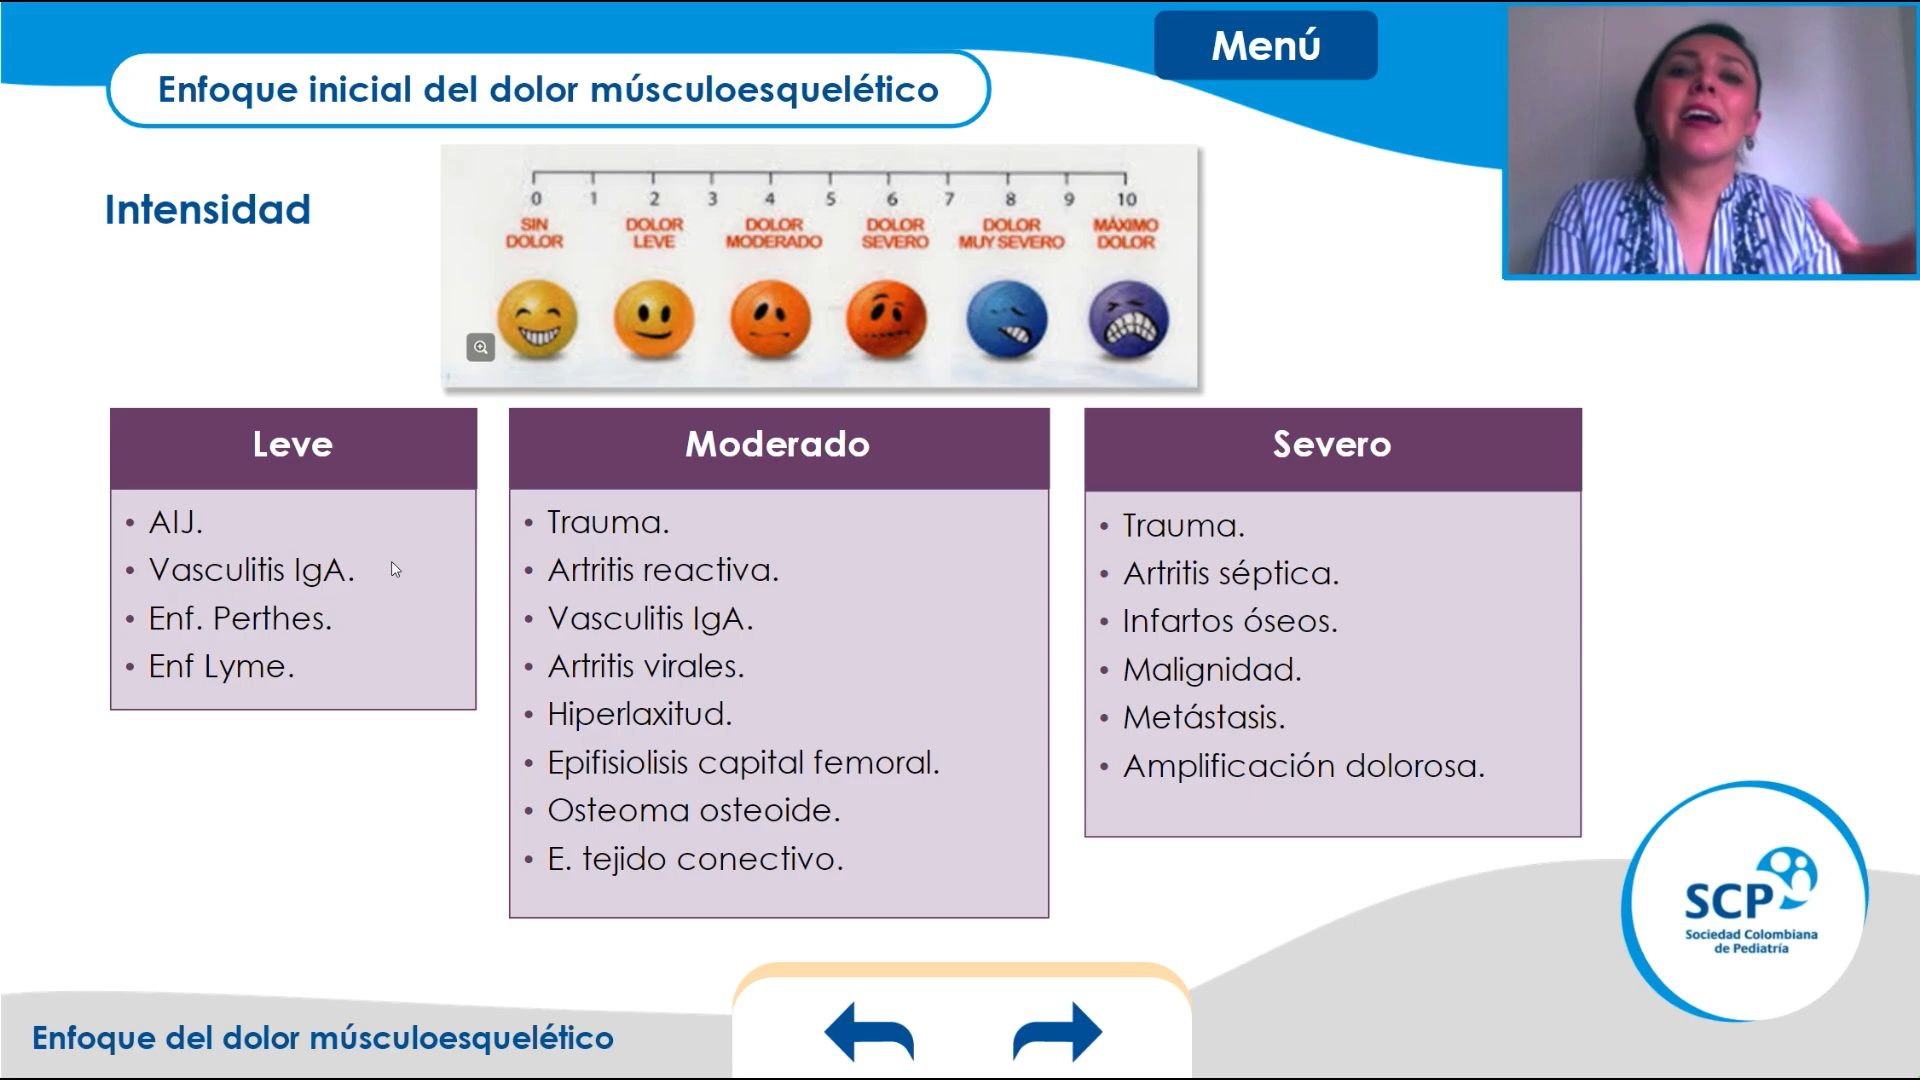 Menú
Enfoque inicial del dolor músculoesquelético
Intensidad
0 1 2 3 4 5 6 7 8 9 10
SIN DOLOR
DOLOR LEVE
DOLOR MODERADO
DOLOR SEVERO
DOLOR MUY SEVERO
MÁXIMO DOLOR
Leve
• AIJ.
• Vasculitis IgA.
• Enf. Perthes.
• Enf Lyme.
Moderado
• Trauma.
• Artritis reactiva.
• Vasculitis IgA.
• Artritis virales.
• Hiperlaxitud.
• Epifisiolisis capital femoral.
• Osteoma osteoide.
• E. tejido conectivo.
Severo
• Trauma.
• Artritis séptica.
• Infartos óseos.
• Malignidad.
• Metástasis.
• Amplificación dolorosa.
SCP
Sociedad Colombiana
de Pediatría
Enfoque del dolor músculoesquelético